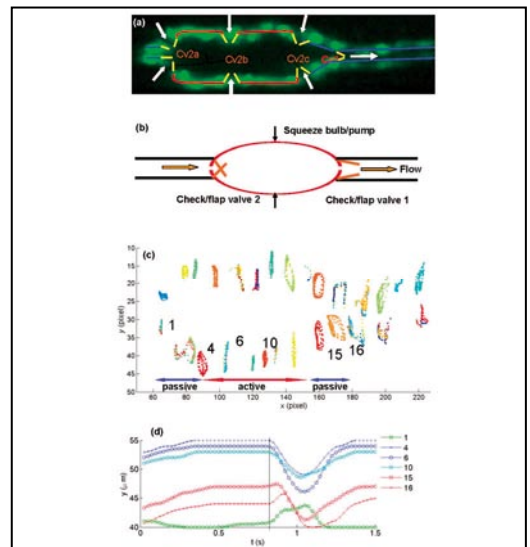 (a)
Cv2a
Cv2b
Cv2c
(b)
Squeeze bulb/pump
Flow
Check/flap valve 2
Check/flap valve 1
(c)
y (pixel)
10
15
20
25
30
35
40
45
50
1
4
6
10
15
16
passive
active
passive
60
80
100
120
140
160
180
200
220
x (pixel)
(d)
y (μm)
55
50
45
40
0
0.5
1
1.5
t (s)
1
4
6
10
15
16